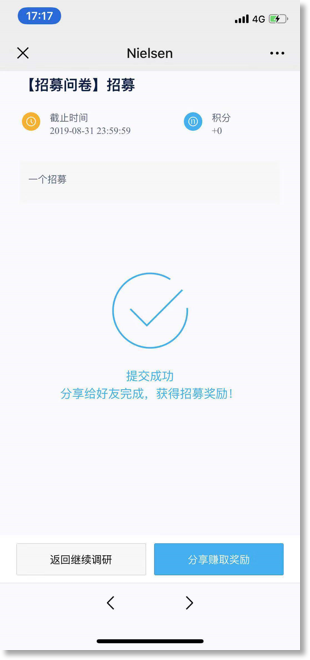 17:17
4G
Nielsen
【招募问卷】招募
截止时间
2019-08-31 23:59:59
积分
+0
一个招募
提交成功
分享给好友完成，获得招募奖励！
返回继续调研
分享赚取奖励